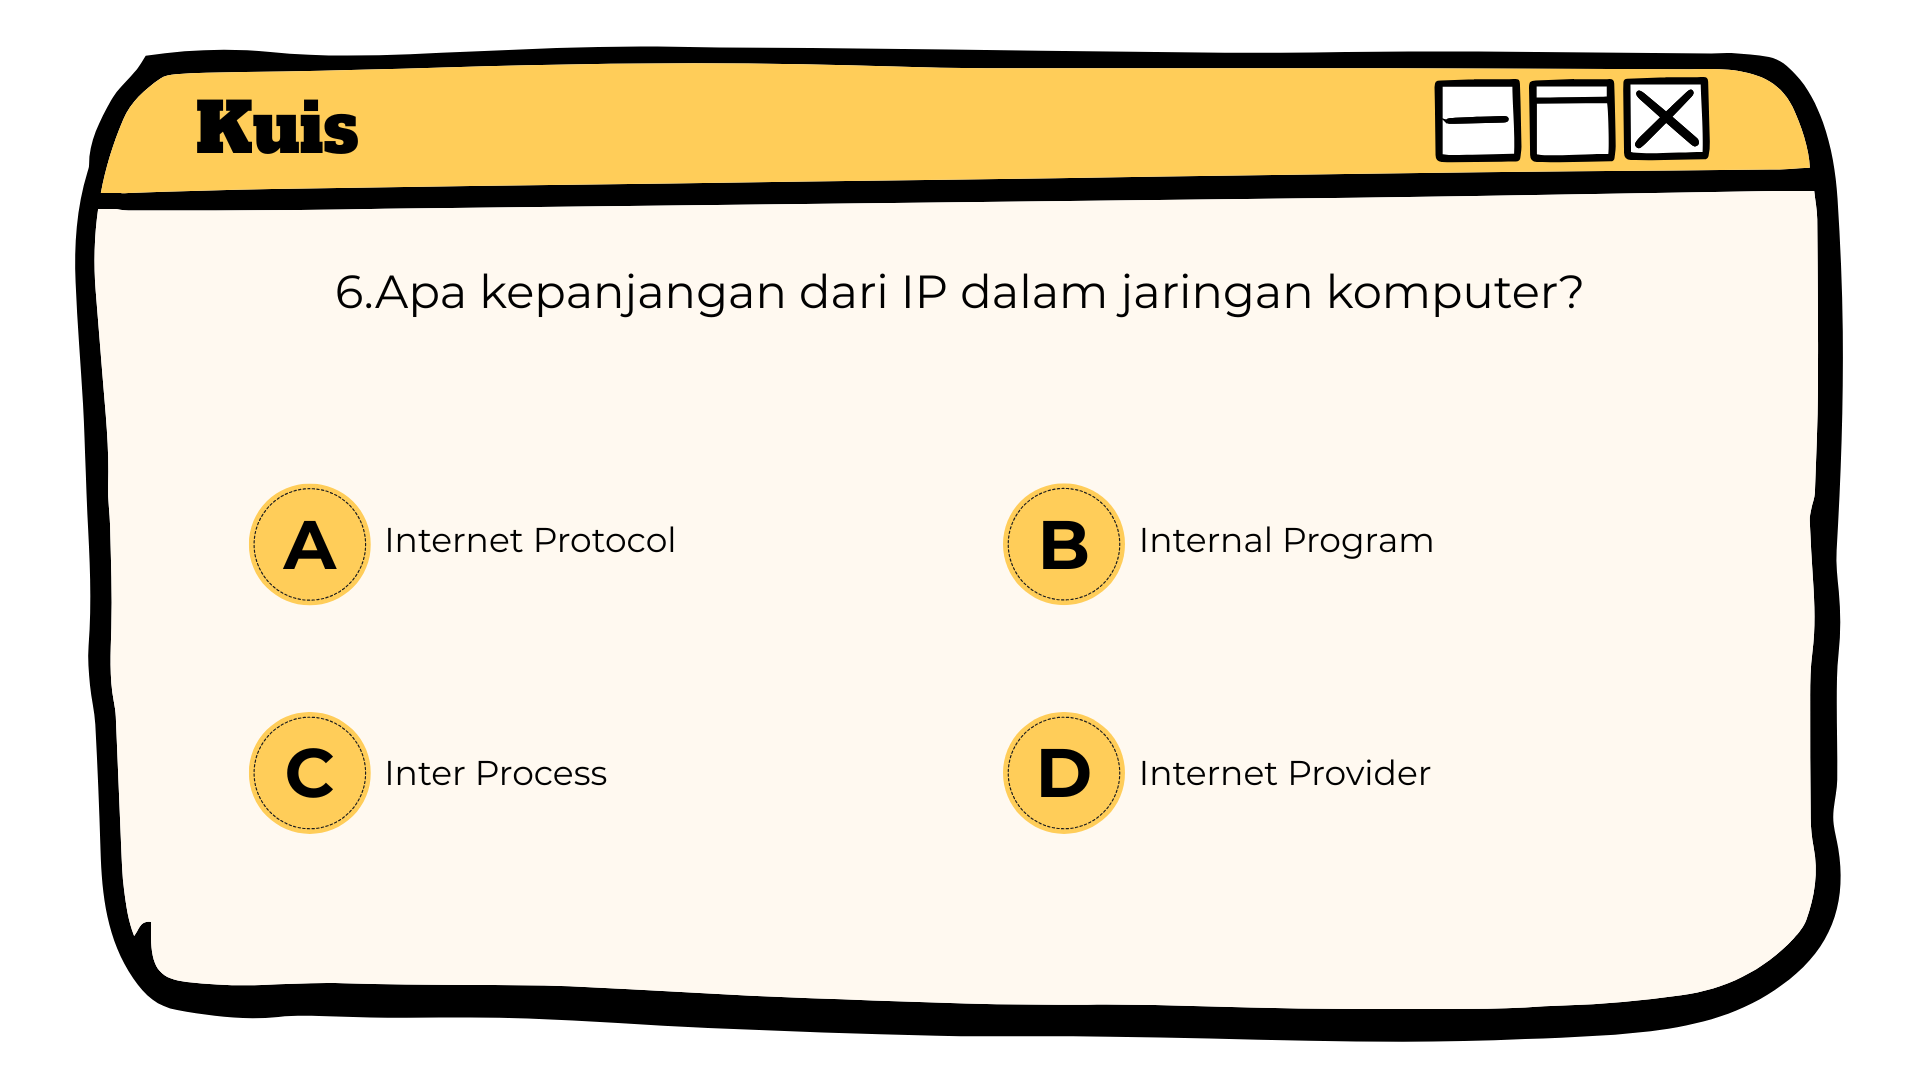 Kuis
6.Apa kepanjangan dari IP dalam jaringan komputer?
A Internet Protocol
B Internal Program
C Inter Process
D Internet Provider